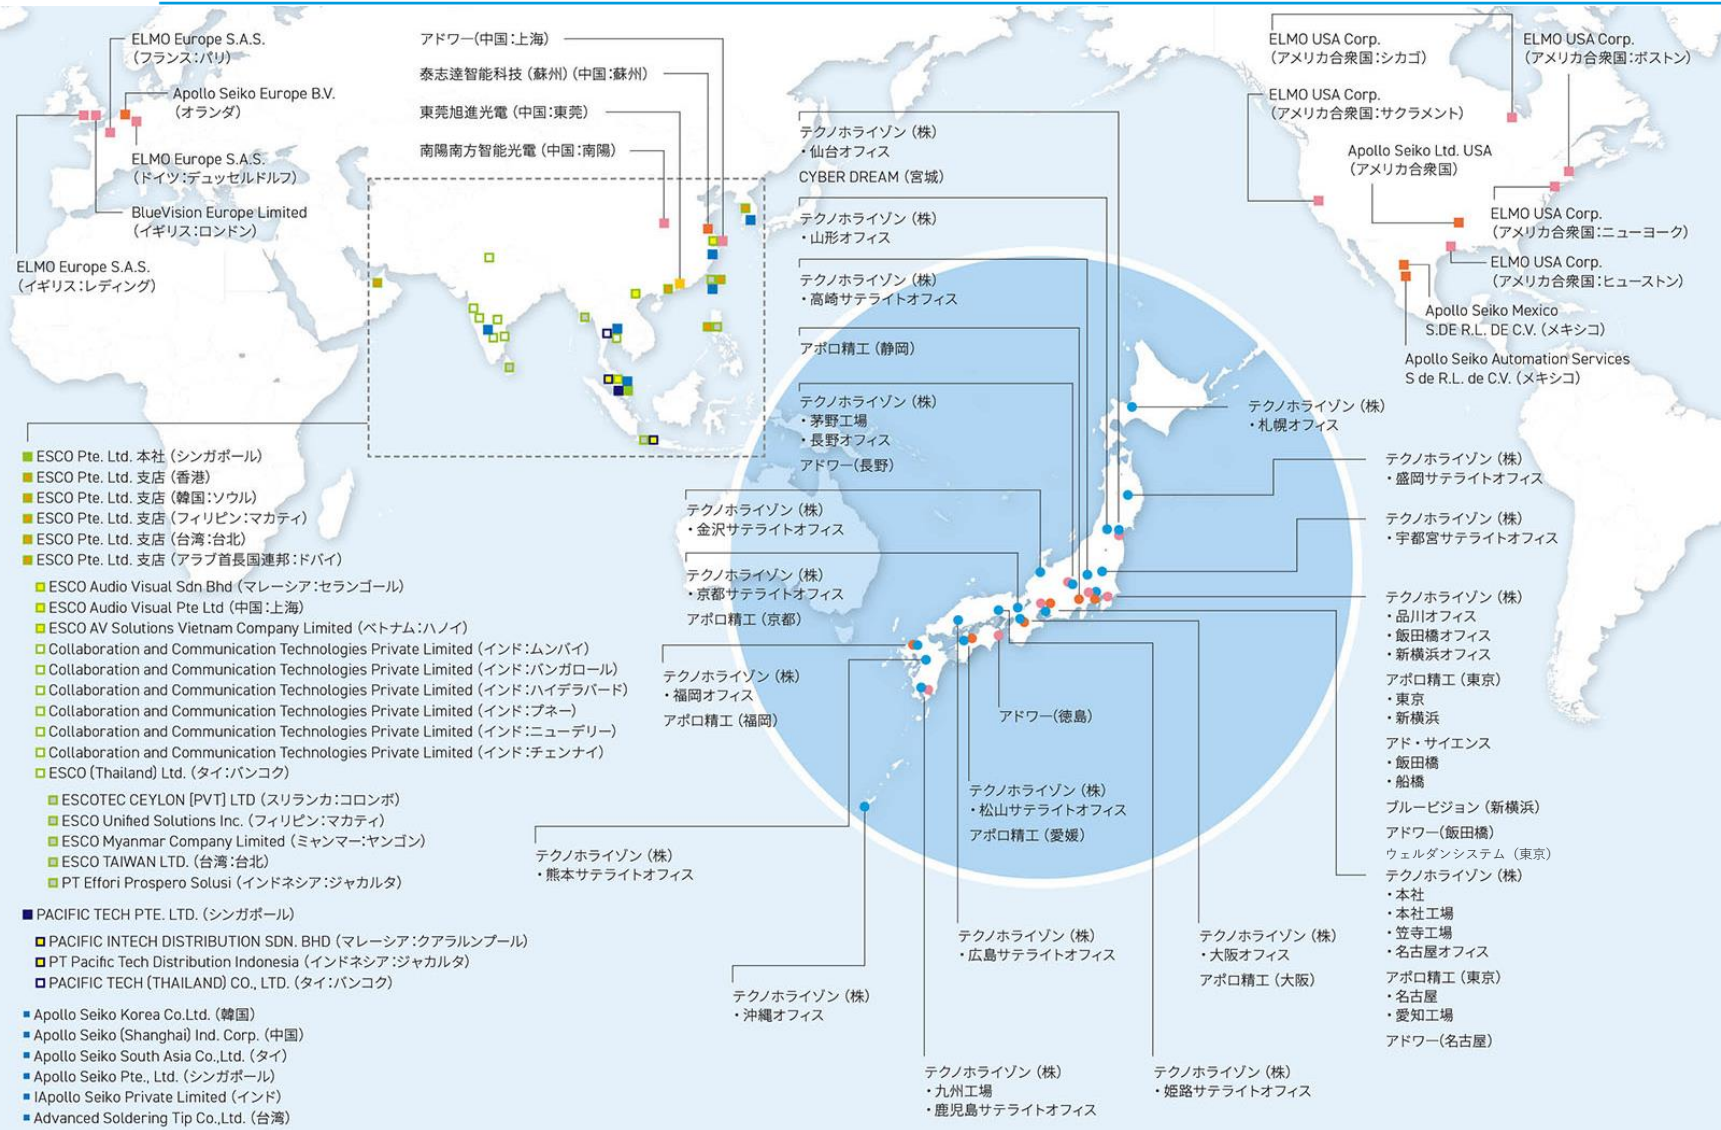 ELMO Europe S.A.S.
(フランス:パリ)
Apollo Seiko Europe B.V.
(オランダ)
ELMO Europe S.A.S.
(ドイツ:デュッセルドルフ)
BlueVision Europe Limited
(イギリス:ロンドン)
ELMO Europe S.A.S.
(イギリス:レディング)
アドワー(中国:上海)
泰志達智能科技(蘇州)(中国:蘇州)
東莞旭進光電(中国:東莞)
南陽南方智能光電(中国:南陽)
ESCO Pte. Ltd. 本社(シンガポール)
ESCO Pte. Ltd. 支店(香港)
ESCO Pte. Ltd. 支店(韓国:ソウル)
ESCO Pte. Ltd. 支店(フィリピン:マカティ)
ESCO Pte. Ltd. 支店(台湾:台北)
ESCO Pte. Ltd. 支店(アラブ首長国連邦:ドバイ)
ESCO Audio Visual Sdn Bhd(マレーシア:セランゴール)
ESCO Audio Visual Pte Ltd(中国:上海)
ESCO AV Solutions Vietnam Company Limited(ベトナム:ハノイ)
Collaboration and Communication Technologies Private Limited(インド:ムンバイ)
Collaboration and Communication Technologies Private Limited(インド:バンガロール)
Collaboration and Communication Technologies Private Limited(インド:ハイデラバード)
Collaboration and Communication Technologies Private Limited(インド:プネー)
Collaboration and Communication Technologies Private Limited(インド:ニューデリー)
Collaboration and Communication Technologies Private Limited(インド:チェンナイ)
ESCO (Thailand) Ltd.(タイ:バンコク)
ESCOTEC CEYLON [PVT] LTD(スリランカ:コロンボ)
ESCO Unified Solutions Inc.(フィリピン:マカティ)
ESCO Myanmar Company Limited(ミャンマー:ヤンゴン)
ESCO TAIWAN LTD.(台湾:台北)
PT Effori Prospero Solusi(インドネシア:ジャカルタ)
PACIFIC TECH PTE. LTD.(シンガポール)
PACIFIC INTECH DISTRIBUTION SDN. BHD(マレーシア:クアラルンプール)
PT Pacific Tech Distribution Indonesia(インドネシア:ジャカルタ)
PACIFIC TECH (THAILAND) CO., LTD.(タイ:バンコク)
Apollo Seiko Korea Co.Ltd.(韓国)
Apollo Seiko (Shanghai) Ind. Corp.(中国)
Apollo Seiko South Asia Co.,Ltd.(タイ)
Apollo Seiko Pte., Ltd.(シンガポール)
IApollo Seiko Private Limited(インド)
Advanced Soldering Tip Co.,Ltd.(台湾)
テクノホライゾン(株)
・仙台オフィス
CYBER DREAM(宮城)
テクノホライゾン(株)
・山形オフィス
テクノホライゾン(株)
・高崎サテライトオフィス
アポロ精工(静岡)
テクノホライゾン(株)
・茅野工場
・長野オフィス
アドワー(長野)
テクノホライゾン(株)
・金沢サテライトオフィス
テクノホライゾン(株)
・京都サテライトオフィス
アポロ精工(京都)
テクノホライゾン(株)
・福岡オフィス
アポロ精工(福岡)
テクノホライゾン(株)
・熊本サテライトオフィス
テクノホライゾン(株)
・沖縄オフィス
アドワー(徳島)
テクノホライゾン(株)
・松山サテライトオフィス
アポロ精工(愛媛)
テクノホライゾン(株)
・広島サテライトオフィス
テクノホライゾン(株)
・九州工場
・鹿児島サテライトオフィス
テクノホライゾン(株)
・大阪オフィス
アポロ精工(大阪)
テクノホライゾン(株)
・姫路サテライトオフィス
ELMO USA Corp.
(アメリカ合衆国:シカゴ)
ELMO USA Corp.
(アメリカ合衆国:ボストン)
ELMO USA Corp.
(アメリカ合衆国:サクラメント)
Apollo Seiko Ltd. USA
(アメリカ合衆国)
ELMO USA Corp.
(アメリカ合衆国:ニューヨーク)
ELMO USA Corp.
(アメリカ合衆国:ヒューストン)
Apollo Seiko Mexico
S.DE R.L. DE C.V.(メキシコ)
Apollo Seiko Automation Services
S de R.L. de C.V.(メキシコ)
テクノホライゾン(株)
・札幌オフィス
テクノホライゾン(株)
・盛岡サテライトオフィス
テクノホライゾン(株)
・宇都宮サテライトオフィス
テクノホライゾン(株)
・品川オフィス
・飯田橋オフィス
・新横浜オフィス
アポロ精工(東京)
・東京
・新横浜
アド・サイエンス
・飯田橋
・船橋
ブルービジョン(新横浜)
アドワー(飯田橋)
ウェルダンシステム(東京)
テクノホライゾン(株)
・本社
・本社工場
・笠寺工場
・名古屋オフィス
アポロ精工(東京)
・名古屋
・愛知工場
アドワー(名古屋)